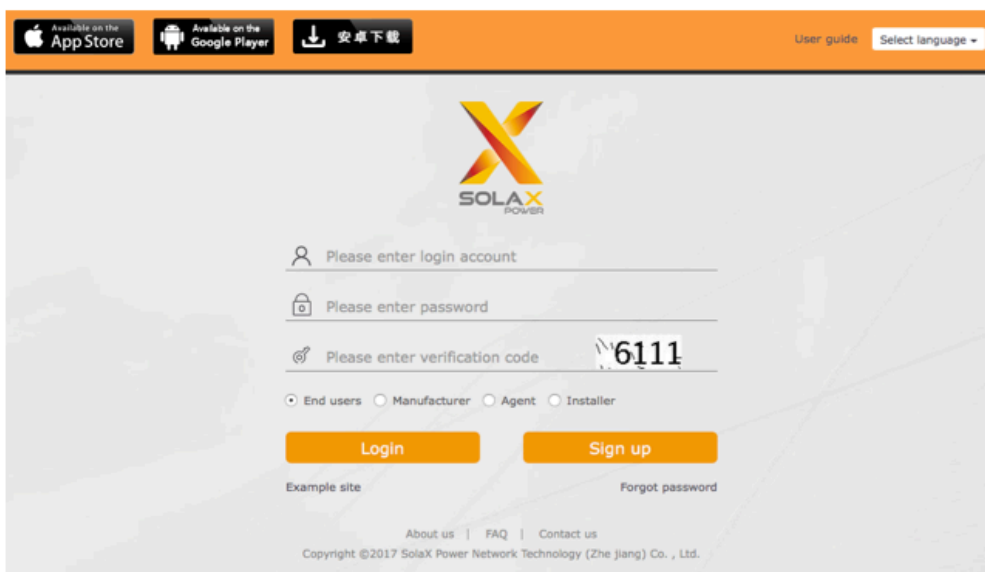 Available on the
App Store
Available on the
Google Player
安卓下载
User guide
Select language
SOLAX
POWER
Please enter login account
Please enter password
Please enter verification code
6111
End users Manufacturer Agent Installer
Login Sign up
Example site Forgot password
About us | FAQ | Contact us
Copyright ©2017 SolaX Power Network Technology (Zhe jiang) Co. , Ltd.